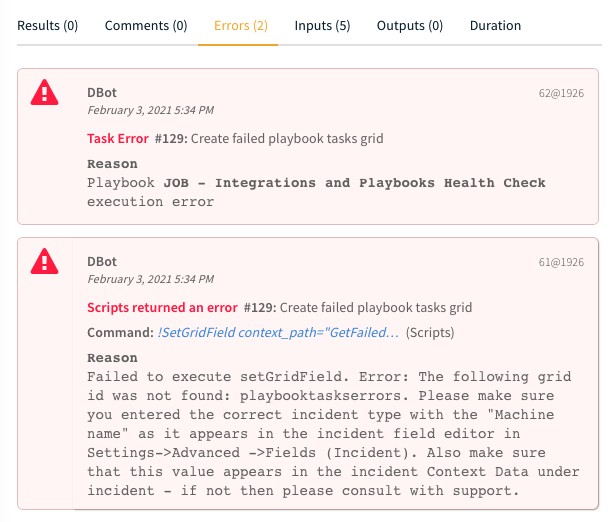 Results (0) Comments (0) Errors (2) Inputs (5) Outputs (0) Duration
DBot 62@1926
February 3, 2021 5:34 PM
Task Error #129: Create failed playbook tasks grid
Reason
Playbook JOB - Integrations and Playbooks Health Check
execution error
DBot 61@1926
February 3, 2021 5:34 PM
Scripts returned an error #129: Create failed playbook tasks grid
Command: !SetGridField context_path="GetFailed... (Scripts)
Reason
Failed to execute setGridField. Error: The following grid
id was not found: playbooktaskserrors. Please make sure
you entered the correct incident type with the "Machine
name" as it appears in the incident field editor in
Settings->Advanced ->Fields (Incident). Also make sure
that this value appears in the incident Context Data under
incident - if not then please consult with support.